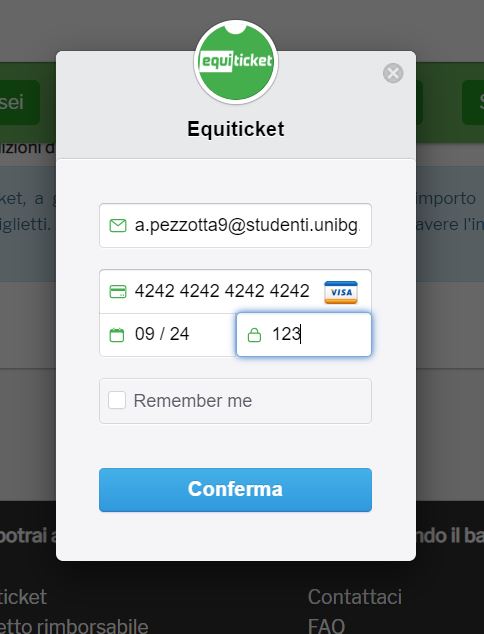 equiticket
Equiticket
sei
S
izioni d
ket, a g
importo
iglietti.
avere l'in
a.pezzotta9@studenti.unibg.
4242 4242 4242 4242 VISA
09 / 24 123
Remember me
Conferma
potrai a
ndo il ba
ticket
Contattaci
etto rimborsabile
FAQ